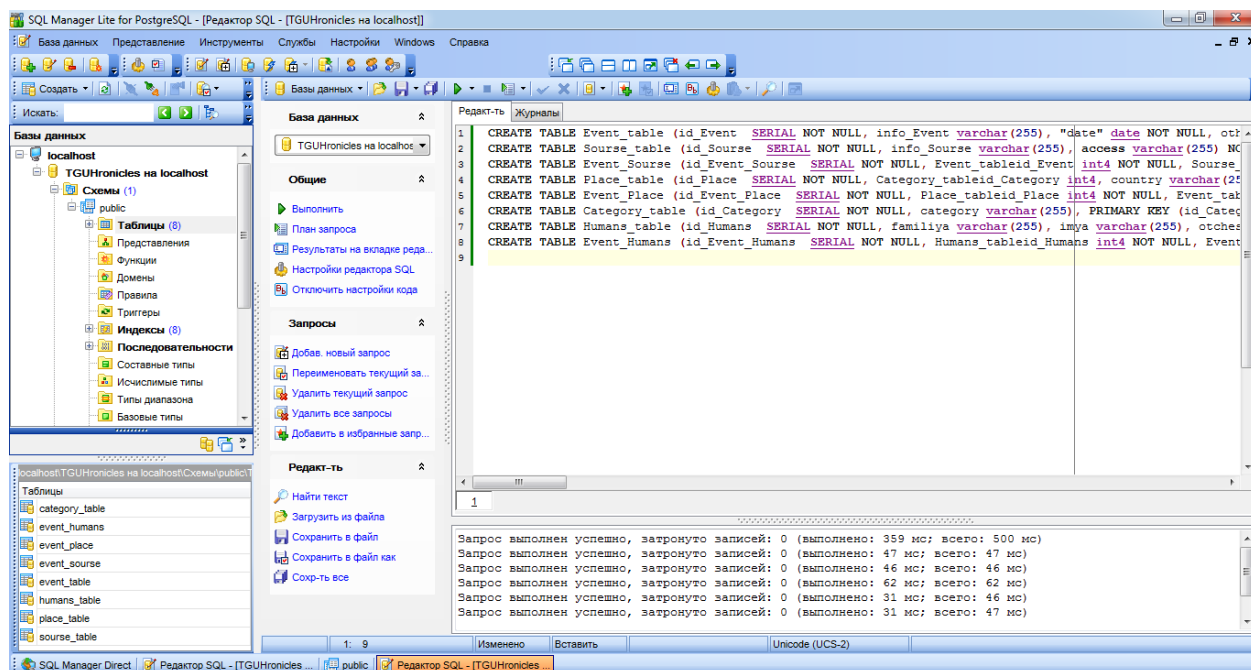 SQL Manager Lite for PostgreSQL - [Редактор SQL - [TGUHronicles на localhost]]
База данных Представление Инструменты Службы Настройки Windows Справка
Создать Базы данных
Искать:
Базы данных
localhost
TGUHronicles на localhost
Схемы (1)
public
Таблицы (8)
Представления
Функции
Домены
Правила
Триггеры
Индексы (8)
Последовательности
Составные типы
Исчислимые типы
Типы диапазона
Базовые типы
localhost\TGUHronicles на localhost\Схемы\public\T
Таблицы
category_table
event_humans
event_place
event_sourse
event_table
humans_table
place_table
sourse_table
База данных
TGUHronicles на localhos
Общие
Выполнить
План запроса
Результаты на вкладке реда...
Настройки редактора SQL
Отключить настройки кода
Запросы
Добав. новый запрос
Переименовать текущий за...
Удалить текущий запрос
Удалить все запросы
Добавить в избранные запр...
Редакт-ть
Найти текст
Загрузить из файла
Сохранить в файл
Сохранить в файл как
Сохр-ть все
Редакт-ть Журналы
1 CREATE TABLE Event_table (id_Event SERIAL NOT NULL, info_Event varchar(255), "date" date NOT NULL, oth
2 CREATE TABLE Sourse_table (id_Sourse SERIAL NOT NULL, info_Sourse varchar(255), access varchar(255) NO
3 CREATE TABLE Event_Sourse (id_Event_Sourse SERIAL NOT NULL, Event_tableid_Event int4 NOT NULL, Sourse_
4 CREATE TABLE Place_table (id_Place SERIAL NOT NULL, Category_tableid_Category int4, country varchar(25
5 CREATE TABLE Event_Place (id_Event_Place SERIAL NOT NULL, Place_tableid_Place int4 NOT NULL, Event_tab
6 CREATE TABLE Category_table (id_Category SERIAL NOT NULL, category varchar(255), PRIMARY KEY (id_Categ
7 CREATE TABLE Humans_table (id_Humans SERIAL NOT NULL, familiya varchar(255), imya varchar(255), otches
8 CREATE TABLE Event_Humans (id_Event_Humans SERIAL NOT NULL, Humans_tableid_Humans int4 NOT NULL, Event
9
1
Запрос выполнен успешно, затронуто записей: 0 (выполнено: 359 мс; всего: 500 мс)
Запрос выполнен успешно, затронуто записей: 0 (выполнено: 47 мс; всего: 47 мс)
Запрос выполнен успешно, затронуто записей: 0 (выполнено: 46 мс; всего: 46 мс)
Запрос выполнен успешно, затронуто записей: 0 (выполнено: 62 мс; всего: 62 мс)
Запрос выполнен успешно, затронуто записей: 0 (выполнено: 31 мс; всего: 46 мс)
Запрос выполнен успешно, затронуто записей: 0 (выполнено: 31 мс; всего: 47 мс)
1: 9 Изменено Вставить Unicode (UCS-2)
SQL Manager Direct Редактор SQL - [TGUHronicles ... public Редактор SQL - [TGUHronicles ...